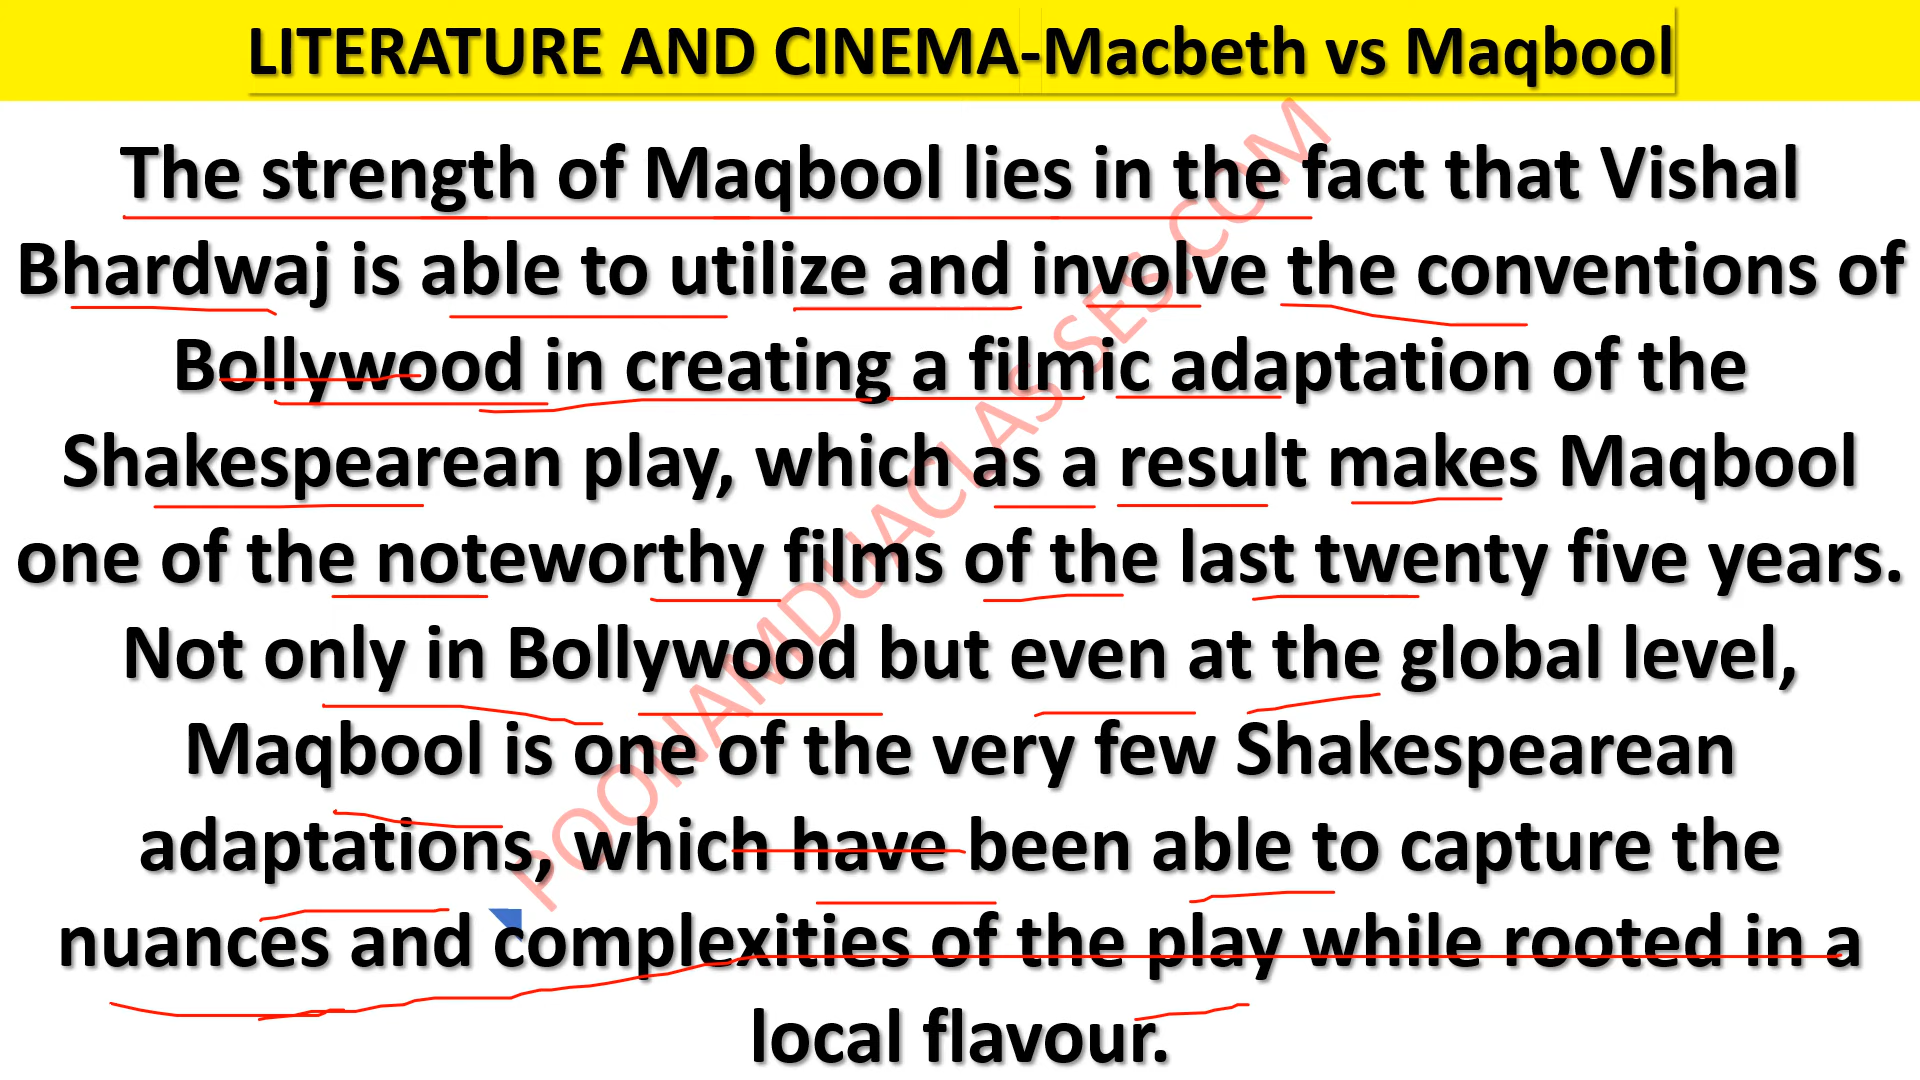 LITERATURE AND CINEMA-Macbeth vs Maqbool
The strength of Maqbool lies in the fact that Vishal
Bhardwaj is able to utilize and involve the conventions of
Bollywood in creating a filmic adaptation of the
Shakespearean play, which as a result makes Maqbool
one of the noteworthy films of the last twenty five years.
Not only in Bollywood but even at the global level,
Maqbool is one of the very few Shakespearean
adaptations, which have been able to capture the
nuances and complexities of the play while rooted in a
local flavour.
POONAMDUACLASSES.COM